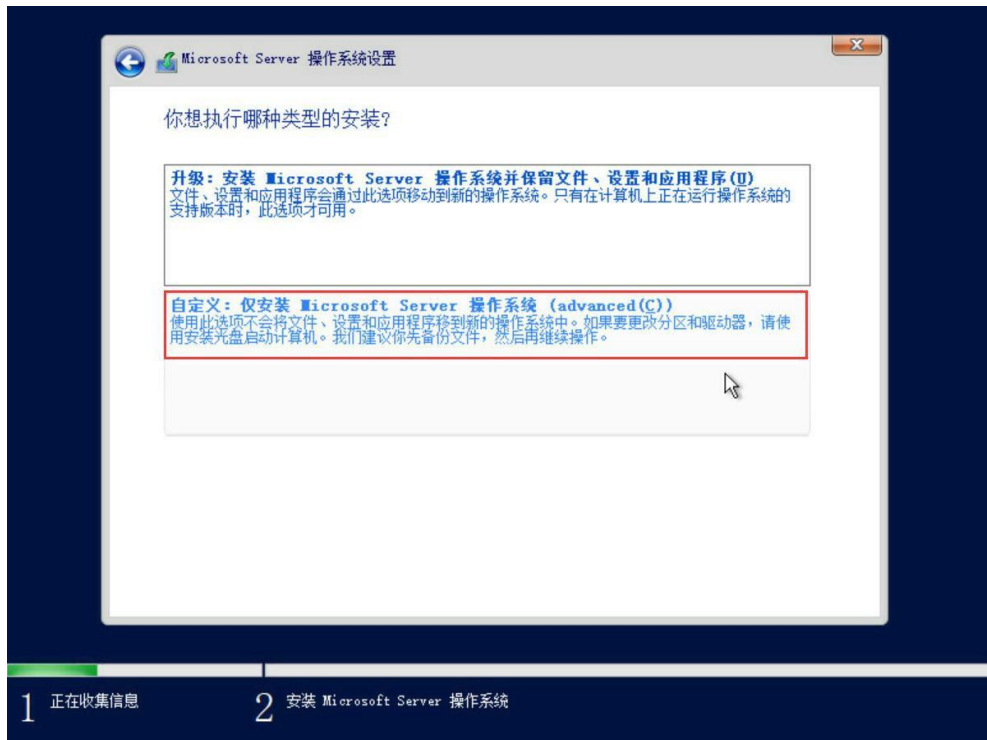 Microsoft Server 操作系统设置
你想执行哪种类型的安装?
升级: 安装 Microsoft Server 操作系统并保留文件、设置和应用程序(U)
文件、设置和应用程序会通过此选项移动到新的操作系统。只有在计算机上正在运行操作系统的
支持版本时，此选项才可用。
自定义: 仅安装 Microsoft Server 操作系统 (advanced(C))
使用此选项不会将文件、设置和应用程序移到新的操作系统中。如果要更改分区和驱动器，请使
用安装光盘启动计算机。我们建议你先备份文件，然后再继续操作。
1 正在收集信息
2 安装 Microsoft Server 操作系统